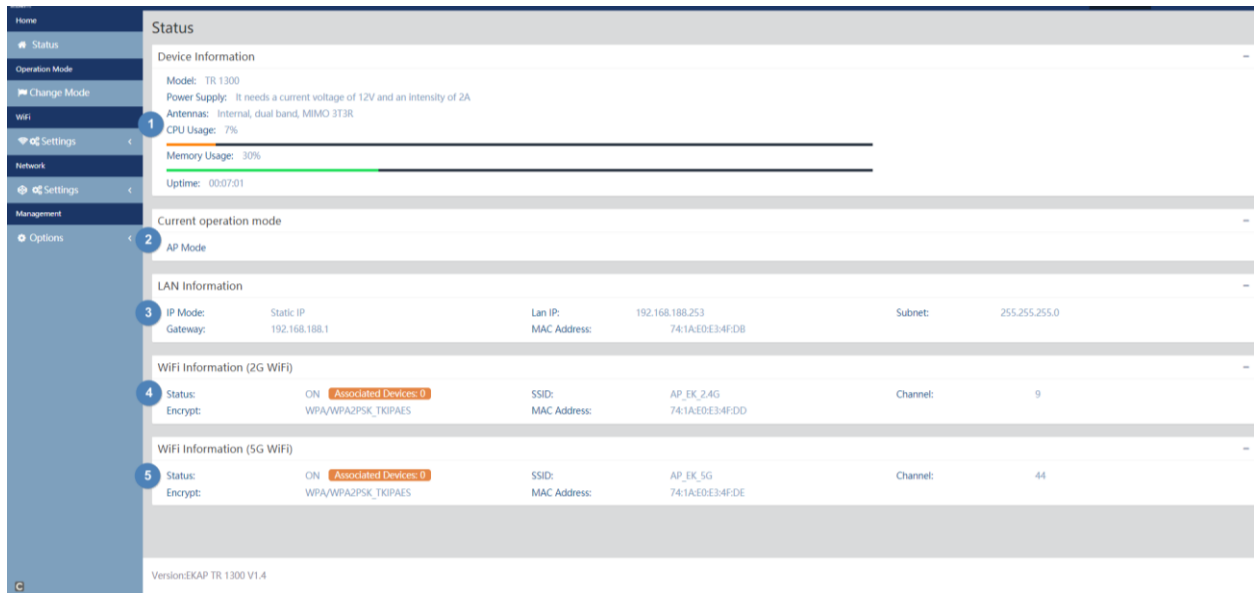 Home
Status
Operation Mode
Change Mode
WiFi
Settings
Network
Settings
Management
Options
Status
Device Information
Model: TR 1300
Power Supply: It needs a current voltage of 12V and an intensity of 2A
Antennas: Internal, dual band, MIMO 3T3R
1
CPU Usage: 7%
Memory Usage: 30%
Uptime: 00:07:01
Current operation mode
2
AP Mode
LAN Information
3
IP Mode: Static IP Lan IP: 192.168.188.253 Subnet: 255.255.255.0
Gateway: 192.168.188.1 MAC Address: 74:1A:E0:E3:4F:DB
WiFi Information (2G WiFi)
4
Status: ON Associated Devices: 0 SSID: AP_EK_2.4G Channel: 9
Encrypt: WPA/WPA2PSK_TKIPAES MAC Address: 74:1A:E0:E3:4F:DD
WiFi Information (5G WiFi)
5
Status: ON Associated Devices: 0 SSID: AP_EK_5G Channel: 44
Encrypt: WPA/WPA2PSK_TKIPAES MAC Address: 74:1A:E0:E3:4F:DE
Version:EKAP TR 1300 V1.4